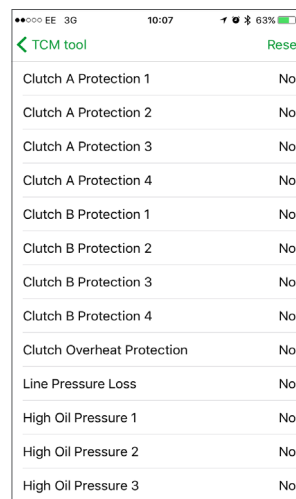 ●●○○○ EE 3G 10:07 63%
TCM tool Rese
Clutch A Protection 1 No
Clutch A Protection 2 No
Clutch A Protection 3 No
Clutch A Protection 4 No
Clutch B Protection 1 No
Clutch B Protection 2 No
Clutch B Protection 3 No
Clutch B Protection 4 No
Clutch Overheat Protection No
Line Pressure Loss No
High Oil Pressure 1 No
High Oil Pressure 2 No
High Oil Pressure 3 No